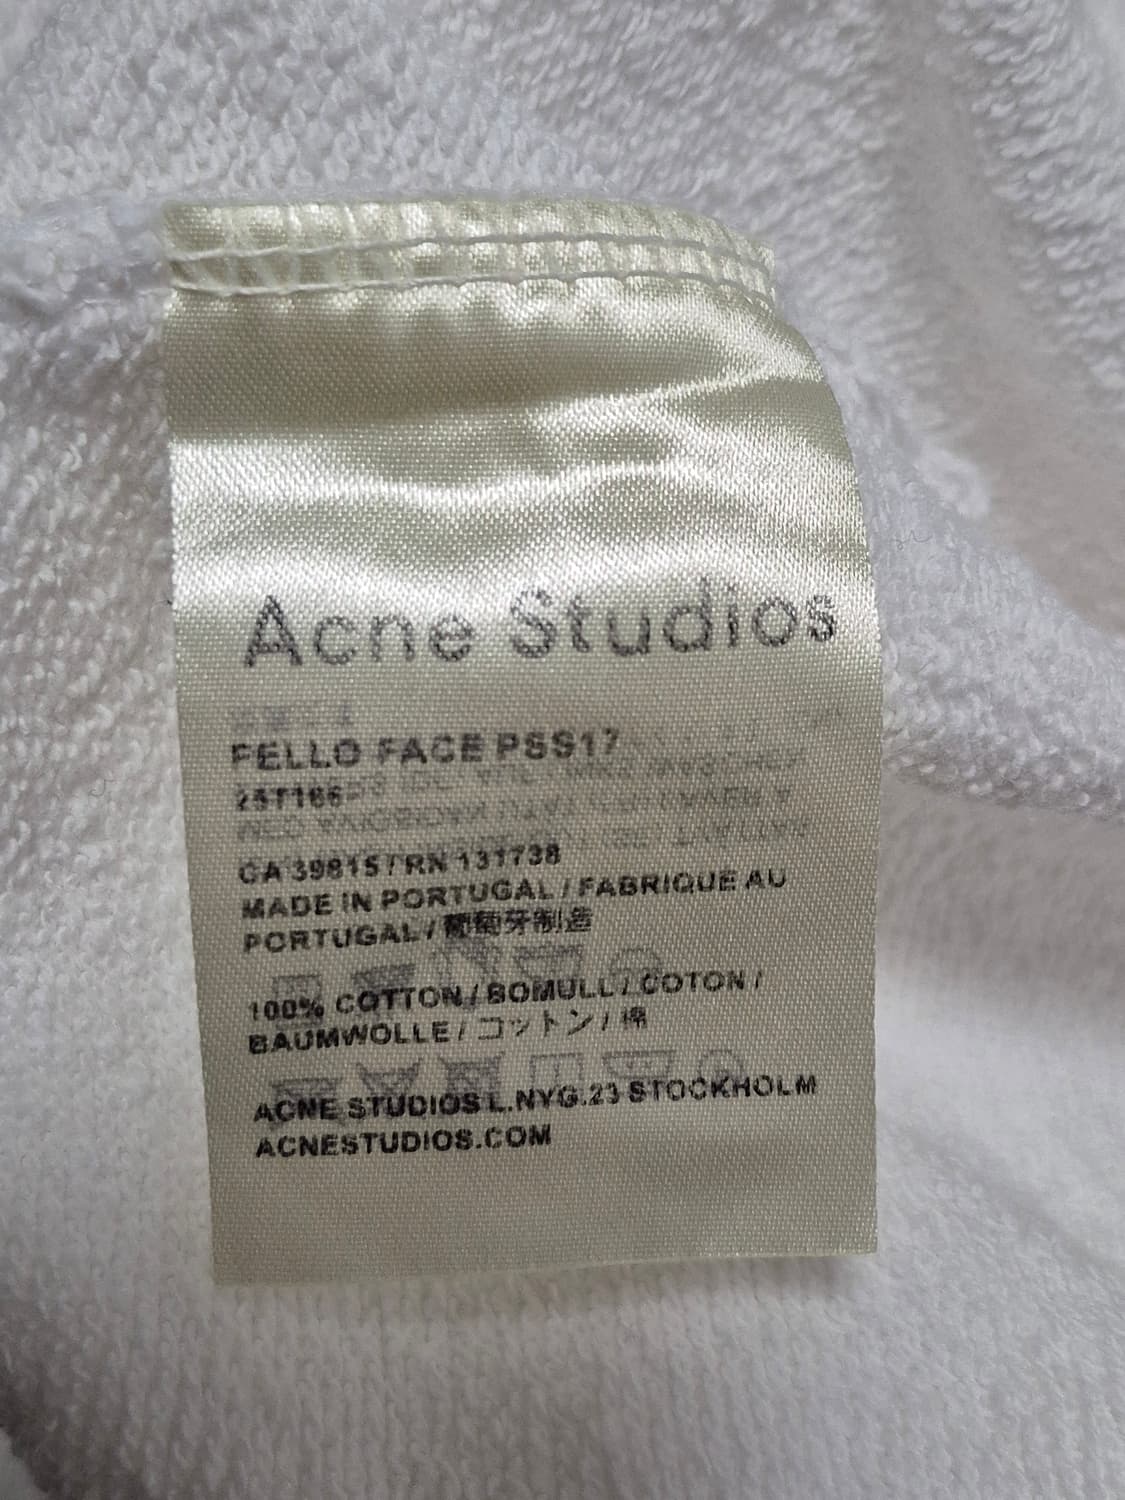 Acne Studios
FELLO FACE PSS17
25T166
CA 39815 / RN 131738
MADE IN PORTUGAL / FABRIQUE AU
PORTUGAL / 葡萄牙制造
100% COTTON / BOMULL / COTON /
BAUMWOLLE / コットン / 棉
ACNE STUDIOS L.NYG.23 STOCKHOLM
ACNESTUDIOS.COM